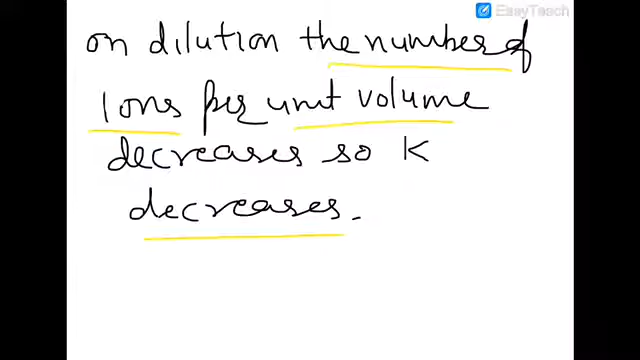 EasyTeach
on dilution the number of
Ions per unit volume
decreases so K
decreases.